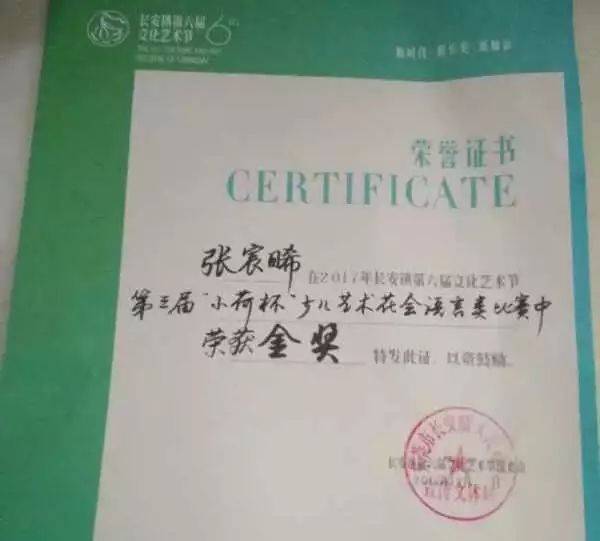 长安镇第六届
文化艺术节
6th
荣誉证书
CERTIFICATE
张宸晞 在2017年长安镇第六届文化艺术节
第三届“小荷杯”少儿艺术花会语言类比赛中
荣获 金奖 特发此证,以资鼓励。